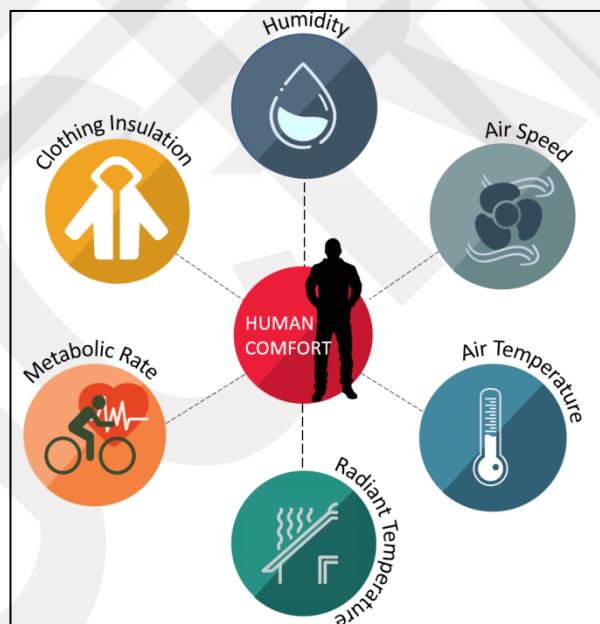 Humidity
Clothing Insulation
Air Speed
HUMAN
COMFORT
Metabolic Rate
Air Temperature
Radiant Temperature